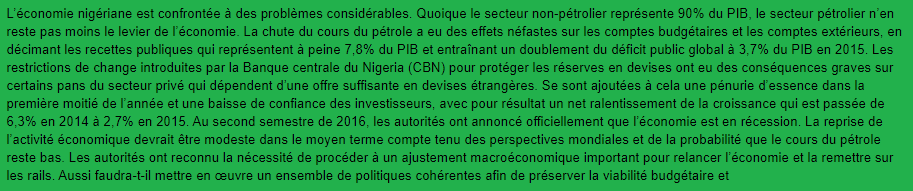 L’économie nigériane est confrontée à des problèmes considérables. Quoique le secteur non-pétrolier représente 90% du PIB, le secteur pétrolier n’en
reste pas moins le levier de l’économie. La chute du cours du pétrole a eu des effets néfastes sur les comptes budgétaires et les comptes extérieurs, en
décimant les recettes publiques qui représentent à peine 7,8% du PIB et entraînant un doublement du déficit public global à 3,7% du PIB en 2015. Les
restrictions de change introduites par la Banque centrale du Nigeria (CBN) pour protéger les réserves en devises ont eu des conséquences graves sur
certains pans du secteur privé qui dépendent d’une offre suffisante en devises étrangères. Se sont ajoutées à cela une pénurie d’essence dans la
première moitié de l’année et une baisse de confiance des investisseurs, avec pour résultat un net ralentissement de la croissance qui est passée de
6,3% en 2014 à 2,7% en 2015. Au second semestre de 2016, les autorités ont annoncé officiellement que l’économie est en récession. La reprise de
l’activité économique devrait être modeste dans le moyen terme compte tenu des perspectives mondiales et de la probabilité que le cours du pétrole
reste bas. Les autorités ont reconnu la nécessité de procéder à un ajustement macroéconomique important pour relancer l’économie et la remettre sur
les rails. Aussi faudra-t-il mettre en œuvre un ensemble de politiques cohérentes afin de préserver la viabilité budgétaire et